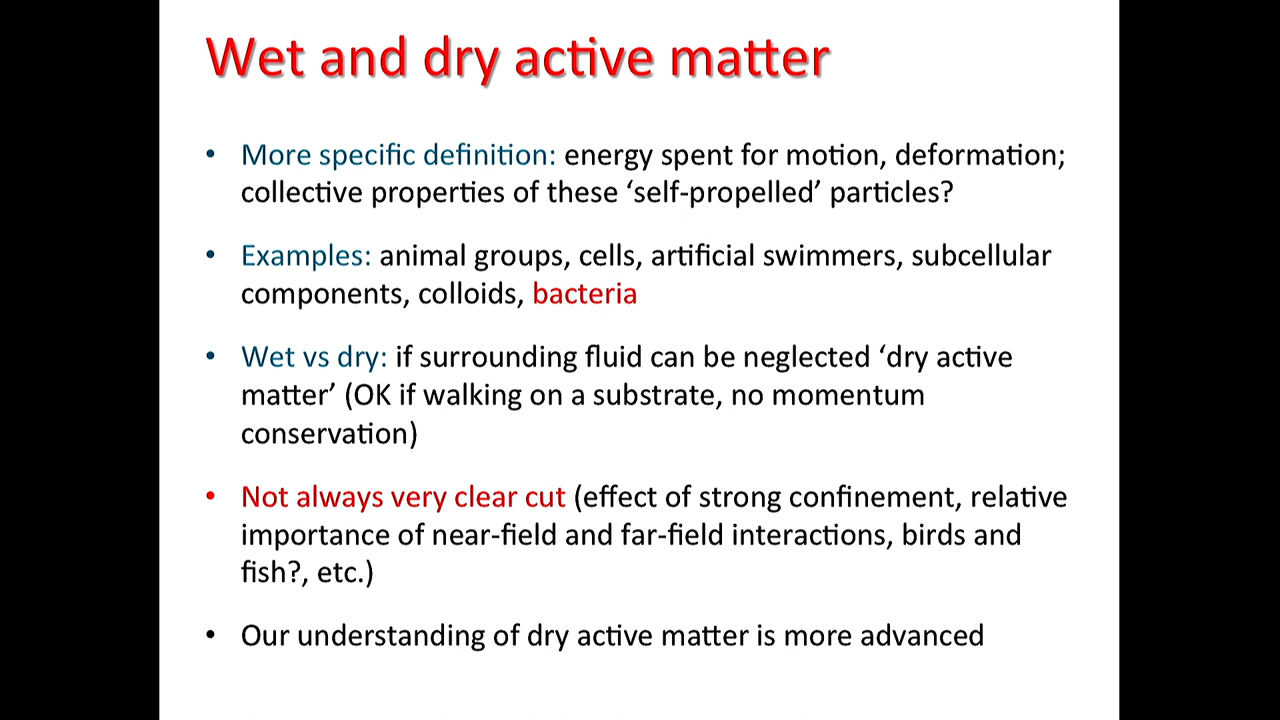 Wet and dry active matter
• More specific definition: energy spent for motion, deformation;
collective properties of these ‘self-propelled’ particles?
• Examples: animal groups, cells, artificial swimmers, subcellular
components, colloids, bacteria
• Wet vs dry: if surrounding fluid can be neglected ‘dry active
matter’ (OK if walking on a substrate, no momentum
conservation)
• Not always very clear cut (effect of strong confinement, relative
importance of near-field and far-field interactions, birds and
fish?, etc.)
• Our understanding of dry active matter is more advanced